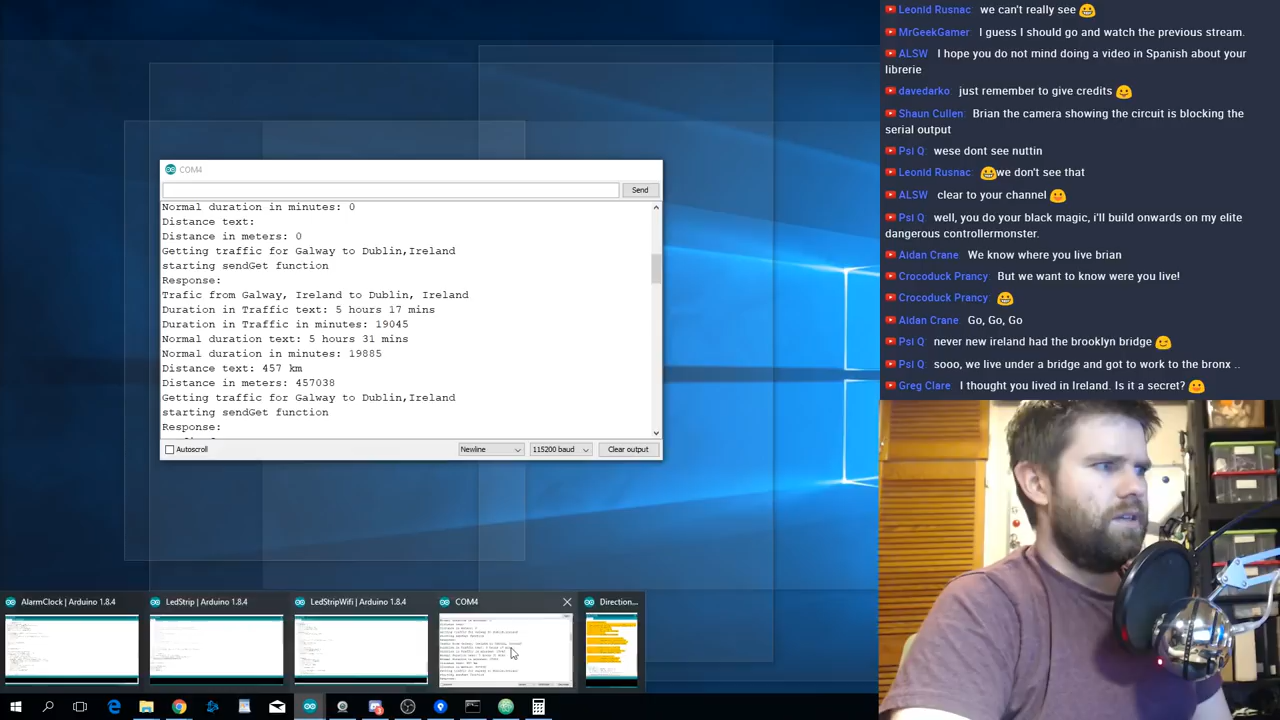 COM4
Send
Normal duration in minutes: 0
Distance text:
Distance in meters: 0
Getting traffic for Galway to Dublin,Ireland
starting sendGet function
Response:
Trafic from Galway, Ireland to Dublin, Ireland
Duration in Traffic text: 5 hours 17 mins
Duration in Traffic in minutes: 19045
Normal duration text: 5 hours 31 mins
Normal duration in minutes: 19885
Distance text: 457 km
Distance in meters: 457038
Getting traffic for Galway to Dublin,Ireland
starting sendGet function
Response:
Autoscroll
Newline
115200 baud
Clear output
AlarmClock | Arduino 1.8.4
LedStrip | Arduino 1.8.4
LedStripWifi | Arduino 1.8.4
COM4
Direction...
Leonid Rusnac: we can't really see
MrGeekGamer: I guess I should go and watch the previous stream.
ALSW I hope you do not mind doing a video in Spanish about your
librerie
davedarko: just remember to give credits
Shaun Cullen: Brian the camera showing the circuit is blocking the
serial output
Psi Q: wese dont see nuttin
Leonid Rusnac: we don't see that
ALSW clear to your channel
Psi Q: well, you do your black magic, i'll build onwards on my elite
dangerous controllermonster.
Aidan Crane: We know where you live brian
Crocoduck Prancy: But we want to know were you live!
Crocoduck Prancy:
Aidan Crane: Go, Go, Go
Psi Q: never new ireland had the brooklyn bridge
Psi Q: sooo, we live under a bidge and got to work to the bronx ..
Greg Clare: I thought you lived in Ireland. Is it a secret?